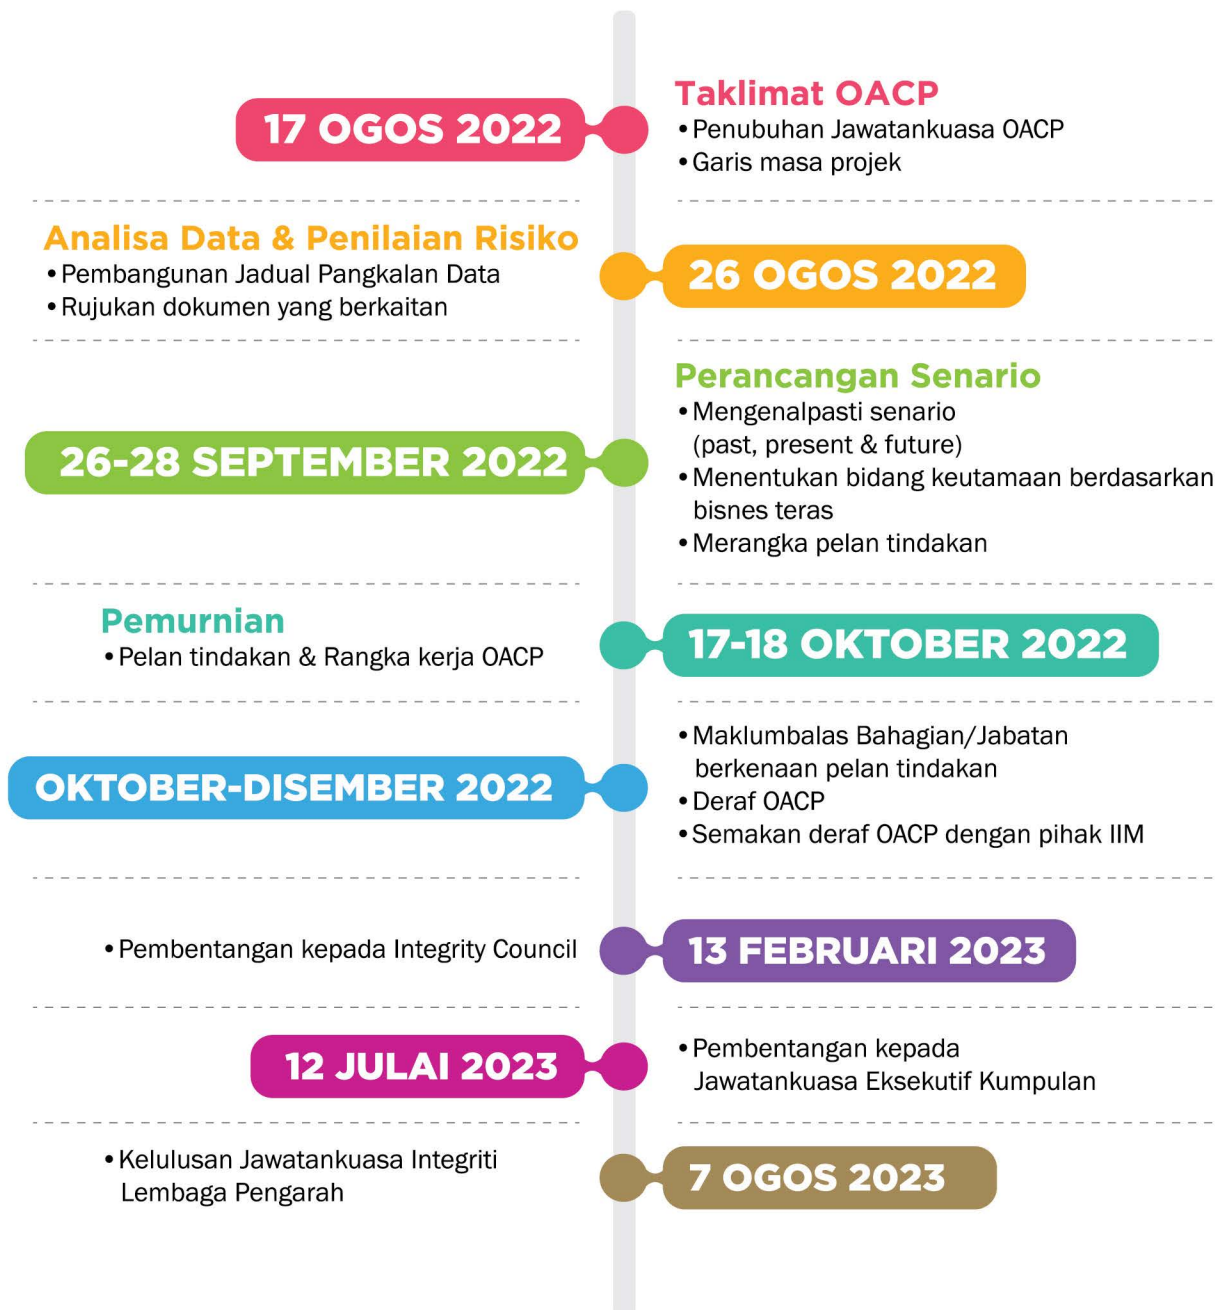 17 OGOS 2022
Taklimat OACP
• Penubuhan Jawatankuasa OACP
• Garis masa projek
Analisa Data & Penilaian Risiko
• Pembangunan Jadual Pangkalan Data
• Rujukan dokumen yang berkaitan
26 OGOS 2022
26-28 SEPTEMBER 2022
Perancangan Senario
• Mengenalpasti senario
(past, present & future)
• Menentukan bidang keutamaan berdasarkan
bisnes teras
• Merangka pelan tindakan
Pemurnian
• Pelan tindakan & Rangka kerja OACP
17-18 OKTOBER 2022
OKTOBER-DISEMBER 2022
• Maklumbalas Bahagian/Jabatan
berkenaan pelan tindakan
• Deraf OACP
• Semakan deraf OACP dengan pihak IIM
• Pembentangan kepada Integrity Council
13 FEBRUARI 2023
12 JULAI 2023
• Pembentangan kepada
Jawatankuasa Eksekutif Kumpulan
• Kelulusan Jawatankuasa Integriti
Lembaga Pengarah
7 OGOS 2023